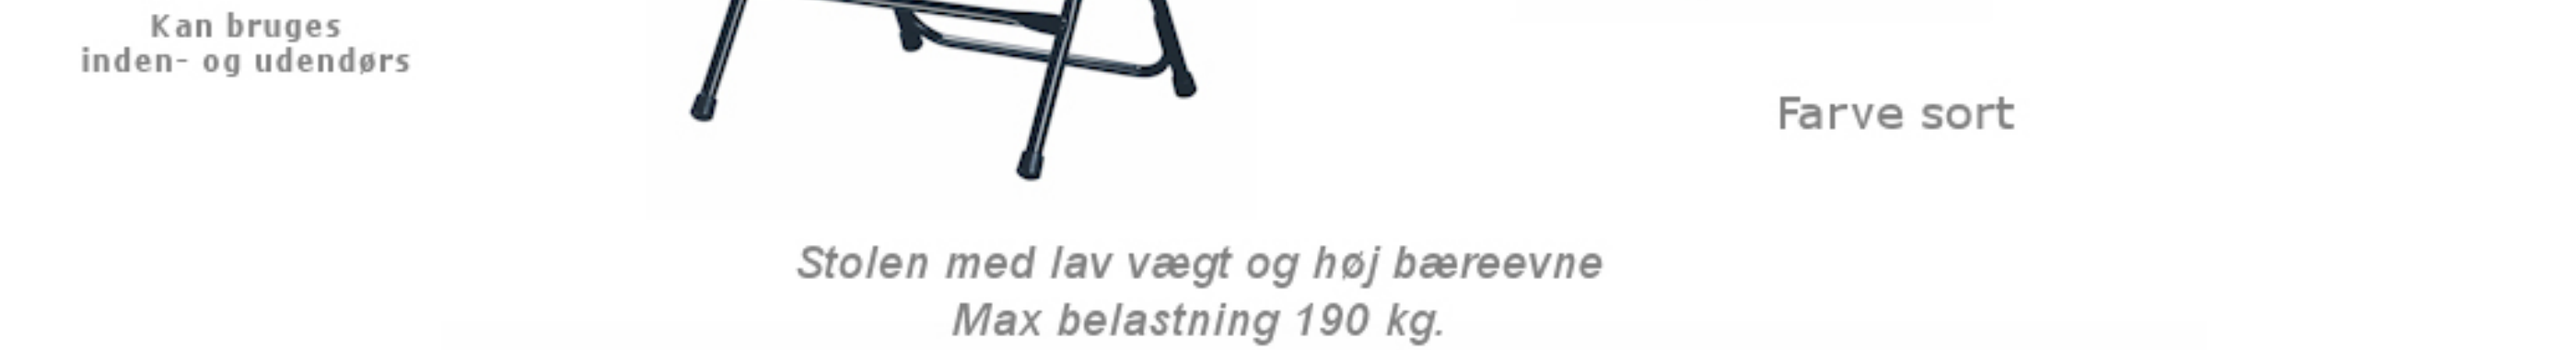 Kan bruges
inden- og udendørs
Farve sort
Stolen med lav vægt og høj bæreevne
Max belastning 190 kg.